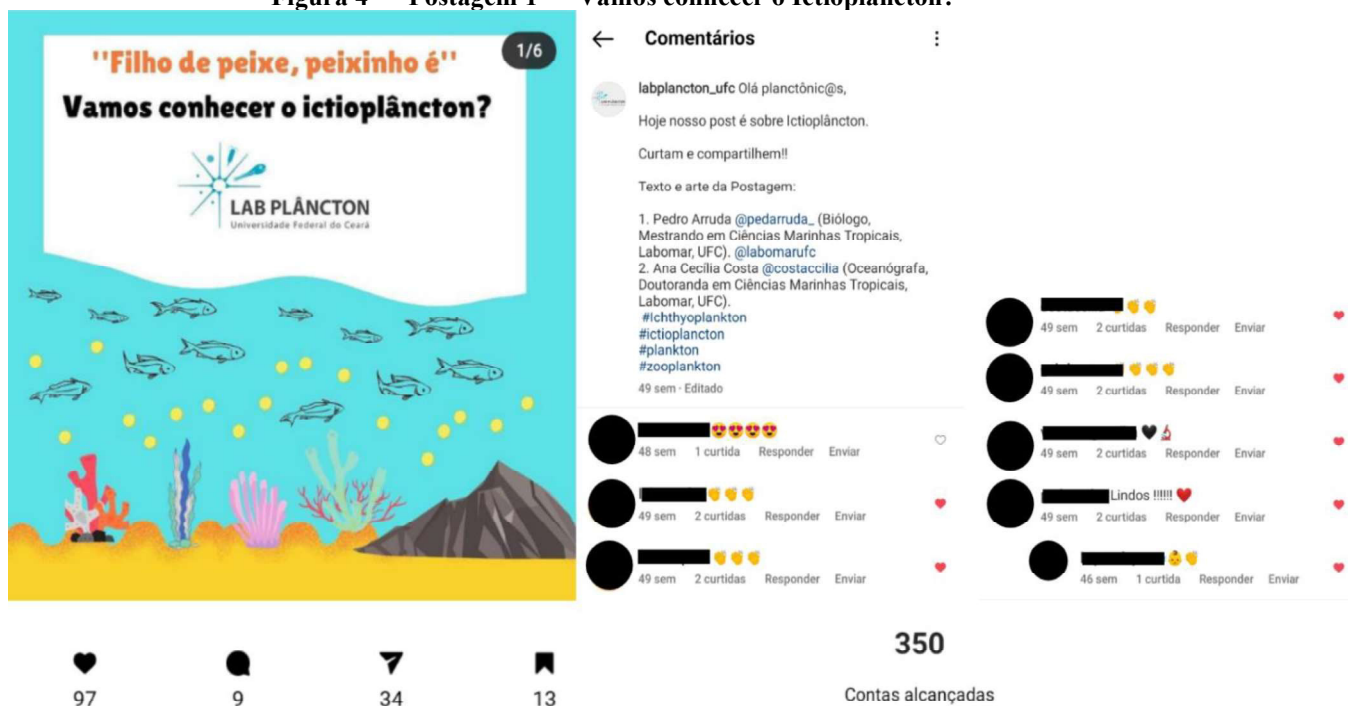 Figura 4 — Postagem 1 — Vamos conhecer o Ictioplâncton?
1/6
''Filho de peixe, peixinho é''
Vamos conhecer o ictioplâncton?
LAB PLÂNCTON
Universidade Federal do Ceará
97
9
34
13
Comentários
labplancton_ufc Olá planctônic@s,
Hoje nosso post é sobre Ictioplâncton.
Curtam e compartilhem!!
Texto e arte da Postagem:
1. Pedro Arruda @pedarruda_ (Biólogo,
Mestrando em Ciências Marinhas Tropicais,
Labomar, UFC). @labomarufc
2. Ana Cecília Costa @costaccilia (Oceanógrafa,
Doutoranda em Ciências Marinhas Tropicais,
Labomar, UFC).
#Ichthyoplankton
#ictioplancton
#plankton
#zooplankton
49 sem · Editado
😍😍😍😍
48 sem 1 curtida Responder Enviar
👏👏👏
49 sem 2 curtidas Responder Enviar
👏👏👏
49 sem 2 curtidas Responder Enviar
👏👏
49 sem 2 curtidas Responder Enviar
👏👏👏
49 sem 2 curtidas Responder Enviar
🖤🔬
49 sem 2 curtidas Responder Enviar
Lindos !!!!!! ❤️
49 sem 2 curtidas Responder Enviar
👶👏
46 sem 1 curtida Responder Enviar
350
Contas alcançadas